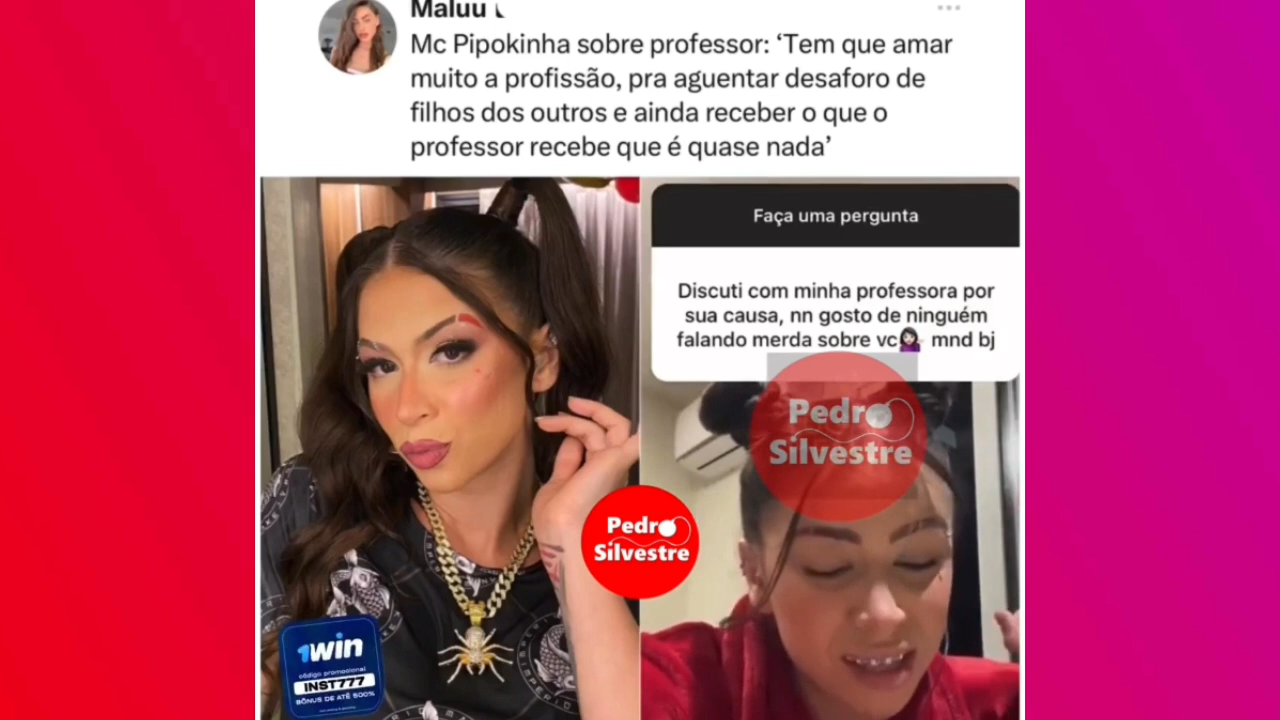 Maluu
Mc Pipokinha sobre professor: ‘Tem que amar
muito a profissão, pra aguentar desaforo de
filhos dos outros e ainda receber o que o
professor recebe que é quase nada’
Faça uma pergunta
Discuti com minha professora por
sua causa, nn gosto de ninguém
falando merda sobre vc💁🏻‍♀️ mnd bj
Pedro
Silvestre
Pedro
Silvestre
1win
código promocional
INST777
BÔNUS DE ATÉ 500%